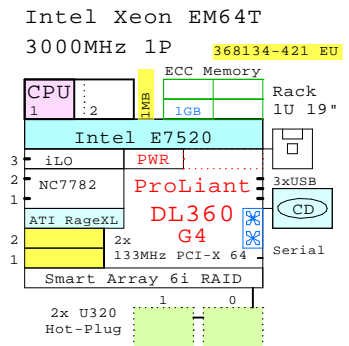 Intel Xeon EM64T
3000MHz 1P
368134-421 EU
ECC Memory
CPU
1
2
1MB
1GB
Rack
1U 19"
Intel E7520
3
iLO
PWR
2
NC7782
1
ProLiant
3xUSB
DL360
CD
ATI RageXL
G4
2
2x
1
133MHz PCI-X 64
Serial
Smart Array 6i RAID
1
0
2x U320
Hot-Plug